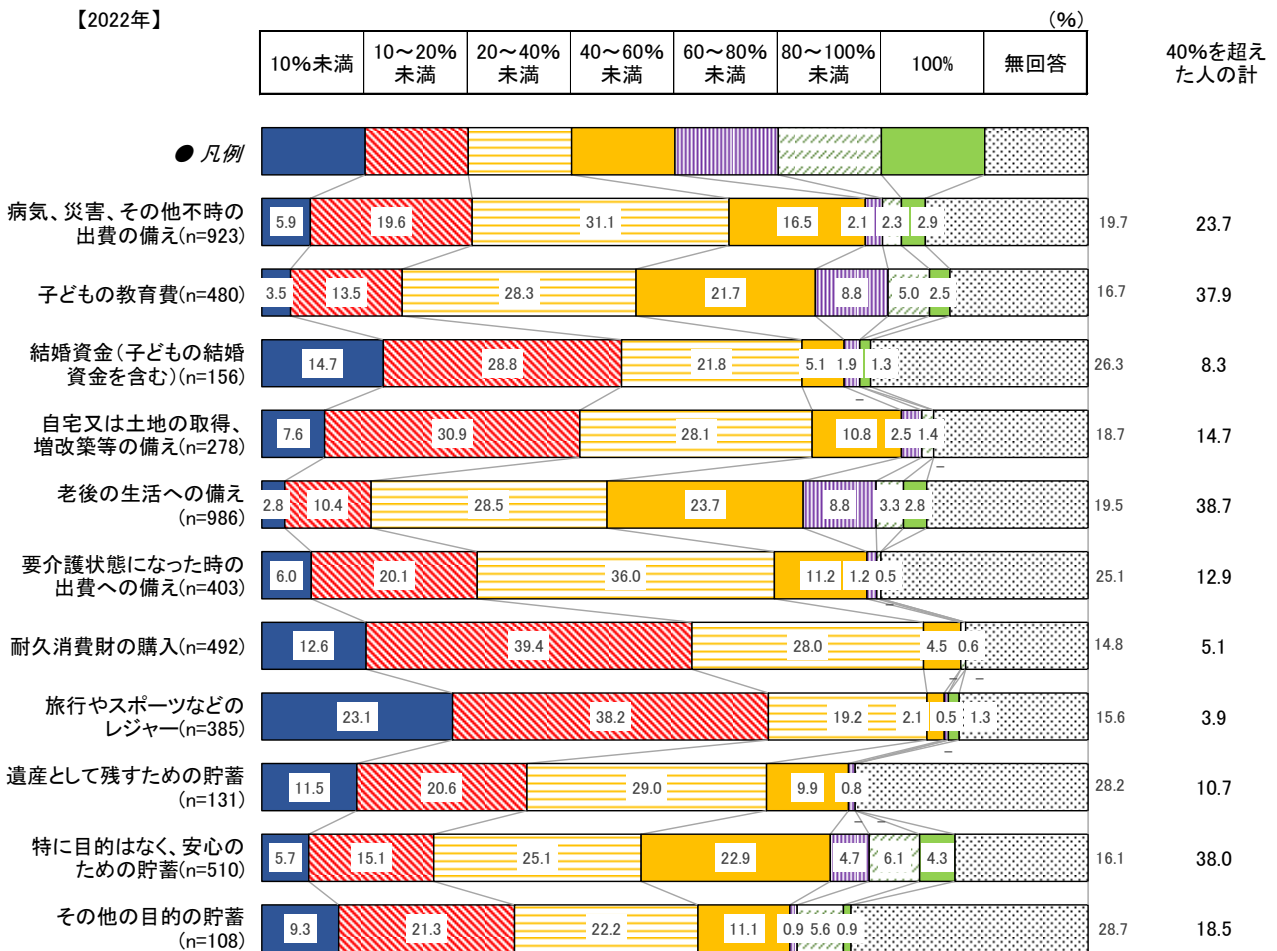 【2022年】
(%)
10%未満 10～20%未満 20～40%未満 40～60%未満 60～80%未満 80～100%未満 100% 無回答
40%を超えた人の計
●凡例
病気、災害、その他不時の
出費の備え(n=923)
5.9 19.6 31.1 16.5 2.1 2.3 2.9 19.7 23.7
子どもの教育費(n=480)
3.5 13.5 28.3 21.7 8.8 5.0 2.5 16.7 37.9
結婚資金(子どもの結婚
資金を含む)(n=156)
14.7 28.8 21.8 5.1 1.9 － 1.3 26.3 8.3
自宅又は土地の取得、
増改築等の備え(n=278)
7.6 30.9 28.1 10.8 2.5 1.4 － 18.7 14.7
老後の生活への備え
(n=986)
2.8 10.4 28.5 23.7 8.8 3.3 2.8 19.5 38.7
要介護状態になった時の
出費への備え(n=403)
6.0 20.1 36.0 11.2 1.2 0.5 － 25.1 12.9
耐久消費財の購入(n=492)
12.6 39.4 28.0 4.5 0.6 － － 14.8 5.1
旅行やスポーツなどの
レジャー(n=385)
23.1 38.2 19.2 2.1 0.5 － 1.3 15.6 3.9
遺産として残すための貯蓄
(n=131)
11.5 20.6 29.0 9.9 0.8 － － 28.2 10.7
特に目的はなく、安心の
ための貯蓄(n=510)
5.7 15.1 25.1 22.9 4.7 6.1 4.3 16.1 38.0
その他の目的の貯蓄
(n=108)
9.3 21.3 22.2 11.1 0.9 5.6 0.9 28.7 18.5